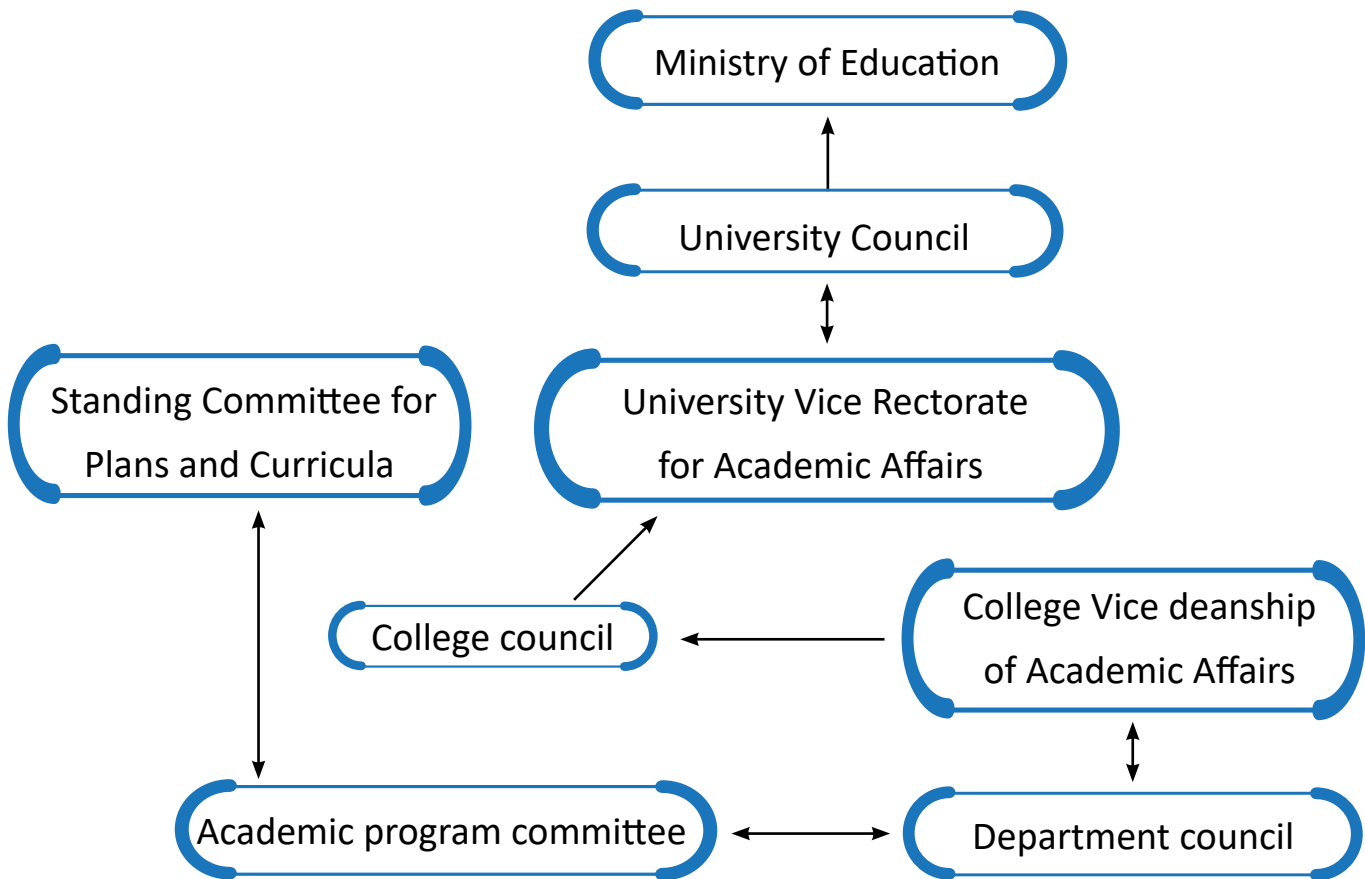 Ministry of Education
University Council
Standing Committee for
Plans and Curricula
University Vice Rectorate
for Academic Affairs
College council
College Vice deanship
of Academic Affairs
Academic program committee
Department council